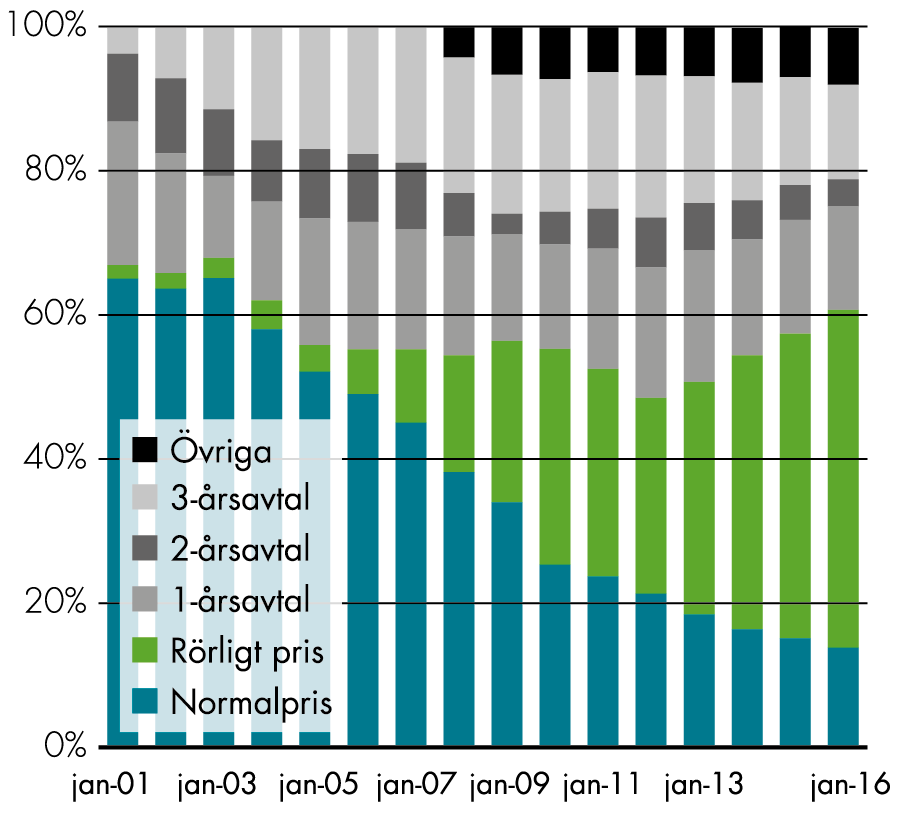 100%
80%
60%
40%
20%
0%
Övriga
3-årsavtal
2-årsavtal
1-årsavtal
Rörligt pris
Normalpris
jan-01 jan-03 jan-05 jan-07 jan-09 jan-11 jan-13 jan-16